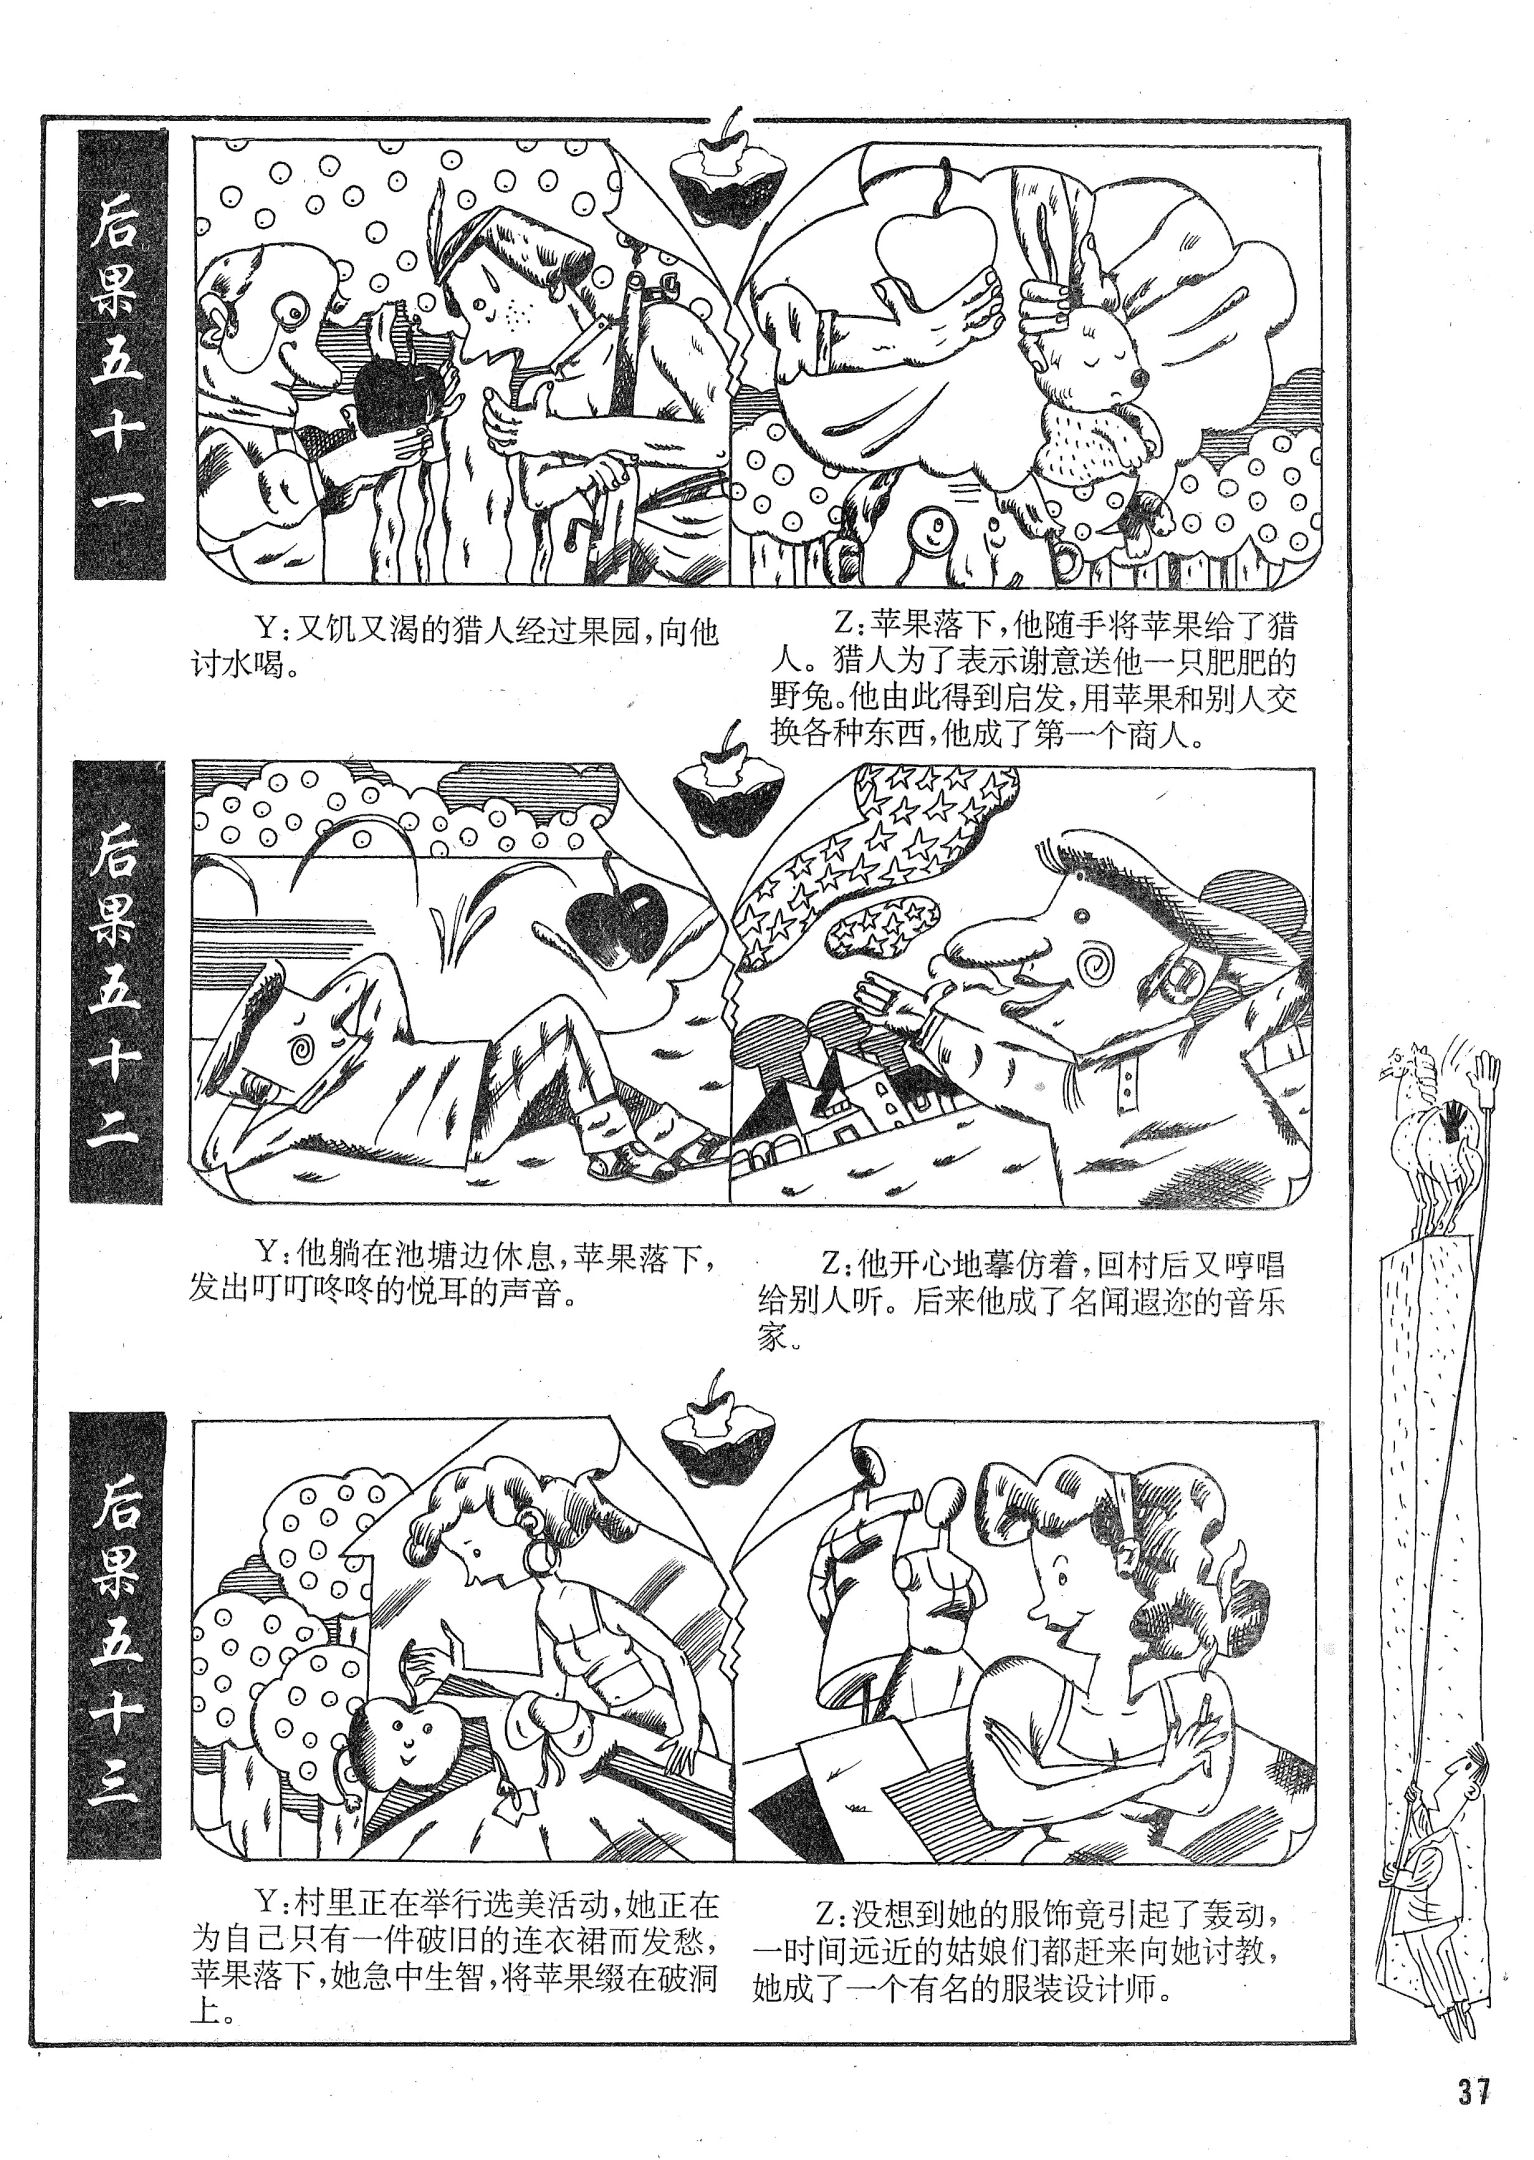 后果五十一
Y：又饥又渴的猎人经过果园，向他
讨水喝。
Z：苹果落下，他随手将苹果给了猎
人。猎人为了表示谢意送他一只肥肥的
野兔。他由此得到启发，用苹果和别人交
换各种东西，他成了第一个商人。
后果五十二
Y：他躺在池塘边休息，苹果落下，
发出叮叮咚咚的悦耳的声音。
Z：他开心地摹仿着，回村后又哼唱
给别人听。后来他成了名闻遐迩的音乐
家。
后果五十三
Y：村里正在举行选美活动，她正在
为自己只有一件破旧的连衣裙而发愁，
苹果落下，她急中生智，将苹果缀在破洞
上。
Z：没想到她的服饰竟引起了轰动，
一时间远近的姑娘们都赶来向她讨教，
她成了一个有名的服装设计师。
37